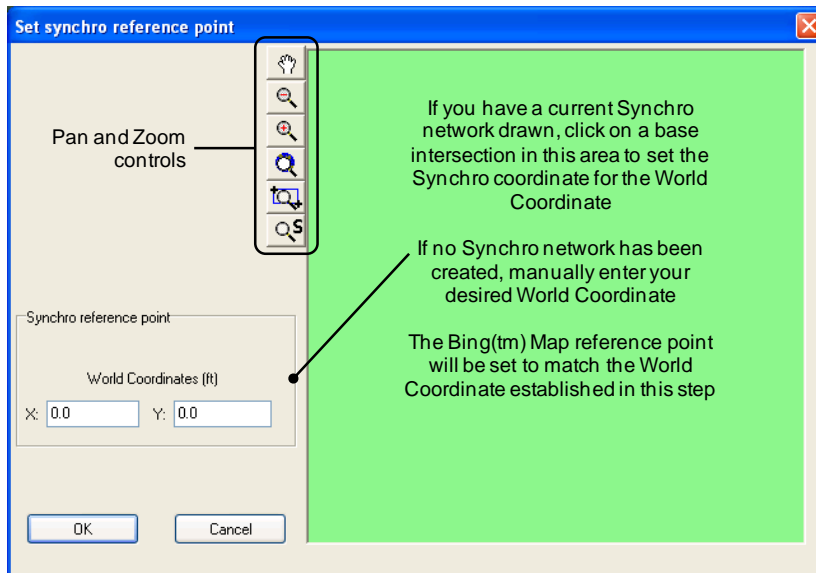 Set synchro reference point
Pan and Zoom
controls
S
If you have a current Synchro
network drawn, click on a base
intersection in this area to set the
Synchro coordinate for the World
Coordinate
If no Synchro network has been
created, manually enter your
desired World Coordinate
The Bing(tm) Map reference point
will be set to match the World
Coordinate established in this step
Synchro reference point
World Coordinates (ft)
X: 0.0 Y: 0.0
OK Cancel